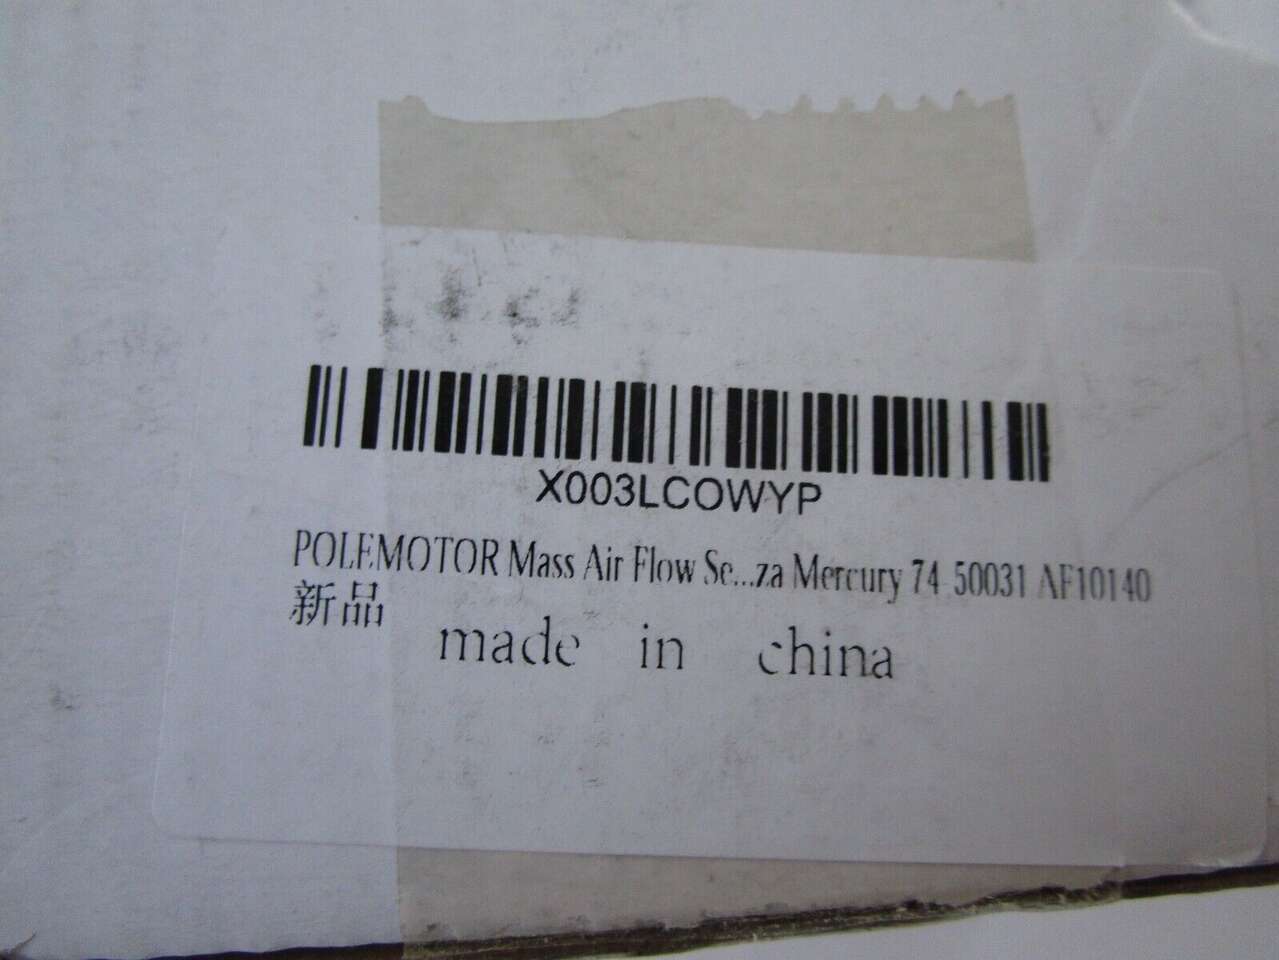 X003LCOWYP
POLEMOTOR Mass Air Flow Se...za Mercury 74-50031 AF10140
新品
made in china